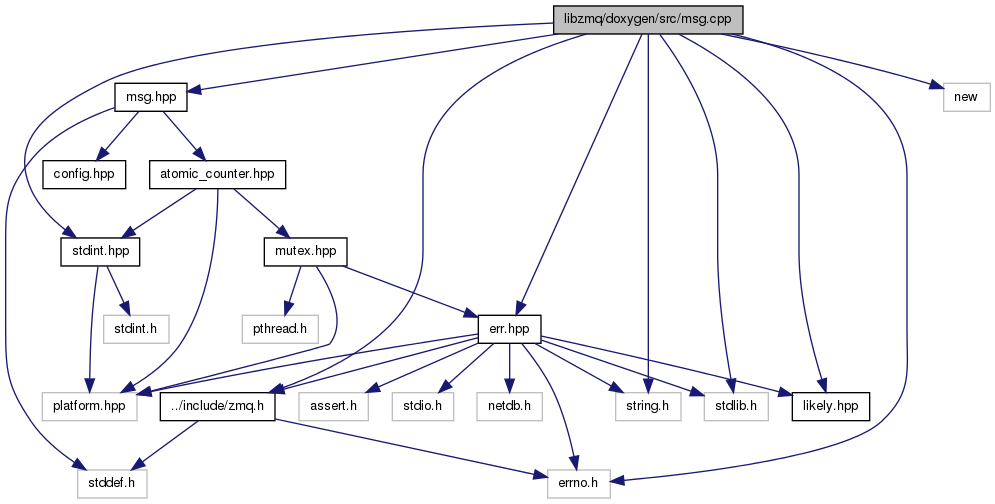 libzmq/doxygen/src/msg.cpp
msg.hpp
new
config.hpp
atomic_counter.hpp
stdint.hpp
mutex.hpp
stdint.h
pthread.h
err.hpp
platform.hpp
../include/zmq.h
assert.h
stdio.h
netdb.h
string.h
stdlib.h
likely.hpp
stddef.h
errno.h